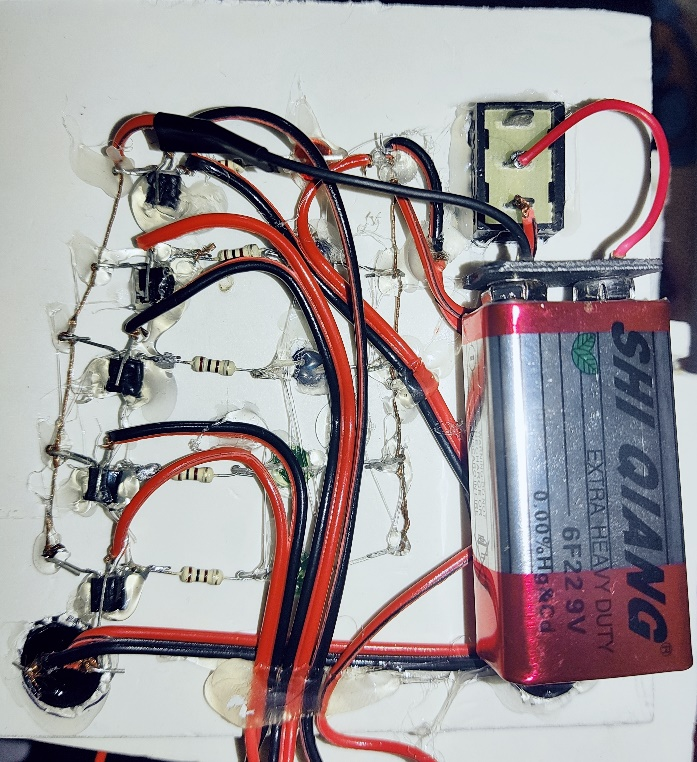 SHI QIANG®
EXTRA HEAVY DUTY
6F22 9V
0.00%Hg&Cd